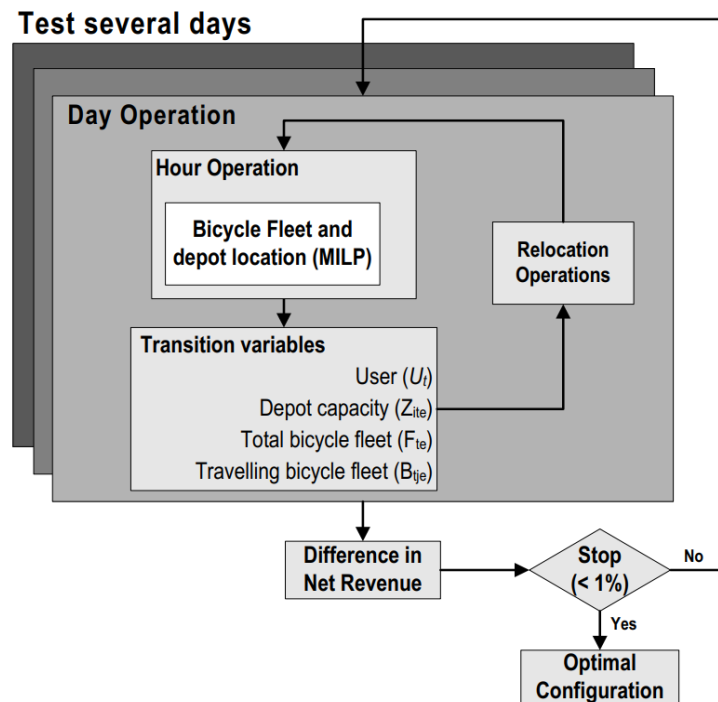 Test several days
Day Operation
Hour Operation
Bicycle Fleet and
depot location (MILP)
Relocation
Operations
Transition variables
User (Uₜ)
Depot capacity (Zᵢₜₑ)
Total bicycle fleet (Fₜₑ)
Travelling bicycle fleet (Bₜⱼₑ)
Difference in
Net Revenue
Stop
(< 1%)
No
Yes
Optimal
Configuration